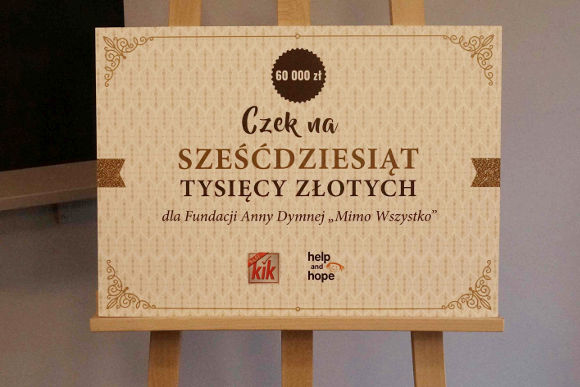 60 000 zł
Czek na
SZEŚĆDZIESIĄT
TYSIĘCY ZŁOTYCH
dla Fundacji Anny Dymnej „Mimo Wszystko”
kik
help
and
hope